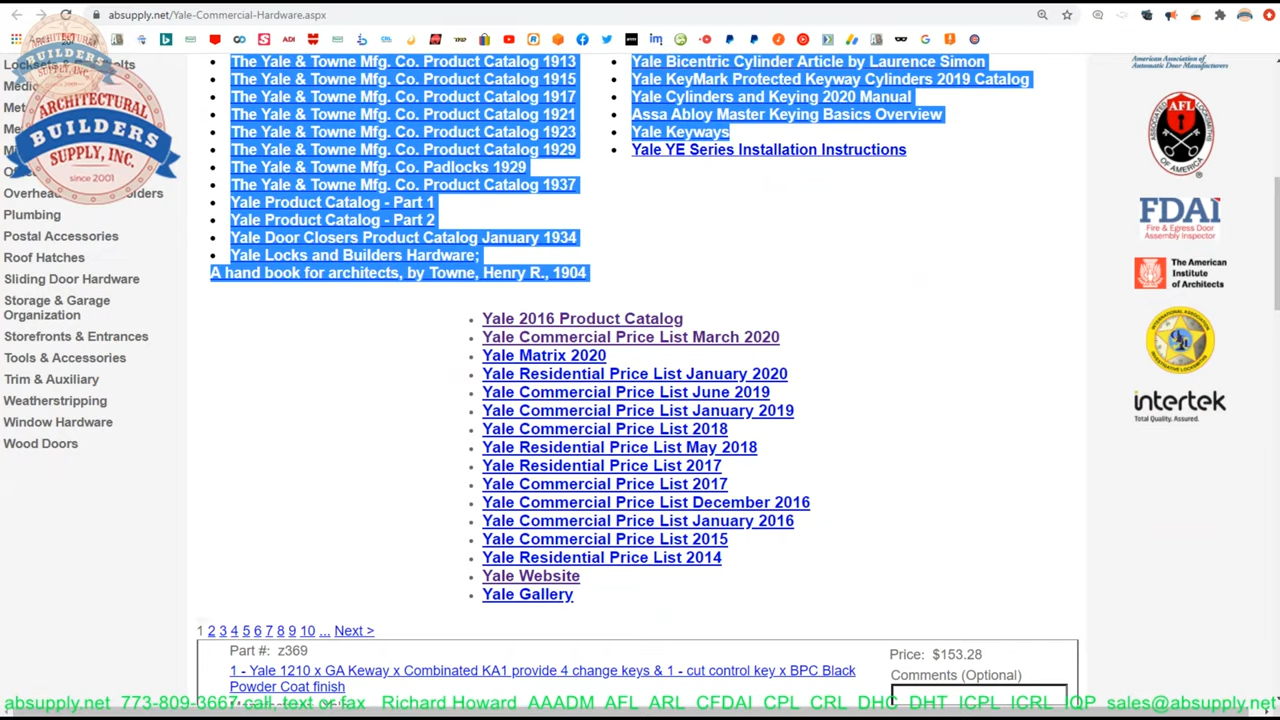 absupply.net/Yale-Commercial-Hardware.aspx
ARCHITECTURAL
BUILDERS
SUPPLY, INC.
since 2001
Overhead
Plumbing
Postal Accessories
Roof Hatches
Sliding Door Hardware
Storage & Garage
Organization
Storefronts & Entrances
Tools & Accessories
Trim & Auxiliary
Weatherstripping
Window Hardware
Wood Doors
The Yale & Towne Mfg. Co. Product Catalog 1913
The Yale & Towne Mfg. Co. Product Catalog 1915
The Yale & Towne Mfg. Co. Product Catalog 1917
The Yale & Towne Mfg. Co. Product Catalog 1921
The Yale & Towne Mfg. Co. Product Catalog 1923
The Yale & Towne Mfg. Co. Product Catalog 1929
The Yale & Towne Mfg. Co. Padlocks 1929
The Yale & Towne Mfg. Co. Product Catalog 1937
Yale Product Catalog - Part 1
Yale Product Catalog - Part 2
Yale Door Closers Product Catalog January 1934
Yale Locks and Builders Hardware;
A hand book for architects, by Towne, Henry R., 1904
Yale Bicentric Cylinder Article by Laurence Simon
Yale KeyMark Protected Keyway Cylinders 2019 Catalog
Yale Cylinders and Keying 2020 Manual
Assa Abloy Master Keying Basics Overview
Yale Keyways
Yale YE Series Installation Instructions
Yale 2016 Product Catalog
Yale Commercial Price List March 2020
Yale Matrix 2020
Yale Residential Price List January 2020
Yale Commercial Price List June 2019
Yale Commercial Price List January 2019
Yale Commercial Price List 2018
Yale Residential Price List May 2018
Yale Residential Price List 2017
Yale Commercial Price List 2017
Yale Commercial Price List December 2016
Yale Commercial Price List January 2016
Yale Commercial Price List 2015
Yale Residential Price List 2014
Yale Website
Yale Gallery
1 2 3 4 5 6 7 8 9 10 ... Next >
Part #: z369
1 - Yale 1210 x GA Keway x Combinated KA1 provide 4 change keys & 1 - cut control key x BPC Black
Powder Coat finish
Price: $153.28
Comments (Optional)
American Association of
Automatic Door Manufacturers
AFL
FDAI
Fire & Egress Door
Assembly Inspector
The American
Institute of
Architects
intertek
Total Quality. Assured.
absupply.net 773-809-3667 call, text or fax Richard Howard AAADM AFL ARL CFDAI CPL CRL DHC DHT ICPL ICRL IQP sales@absupply.net